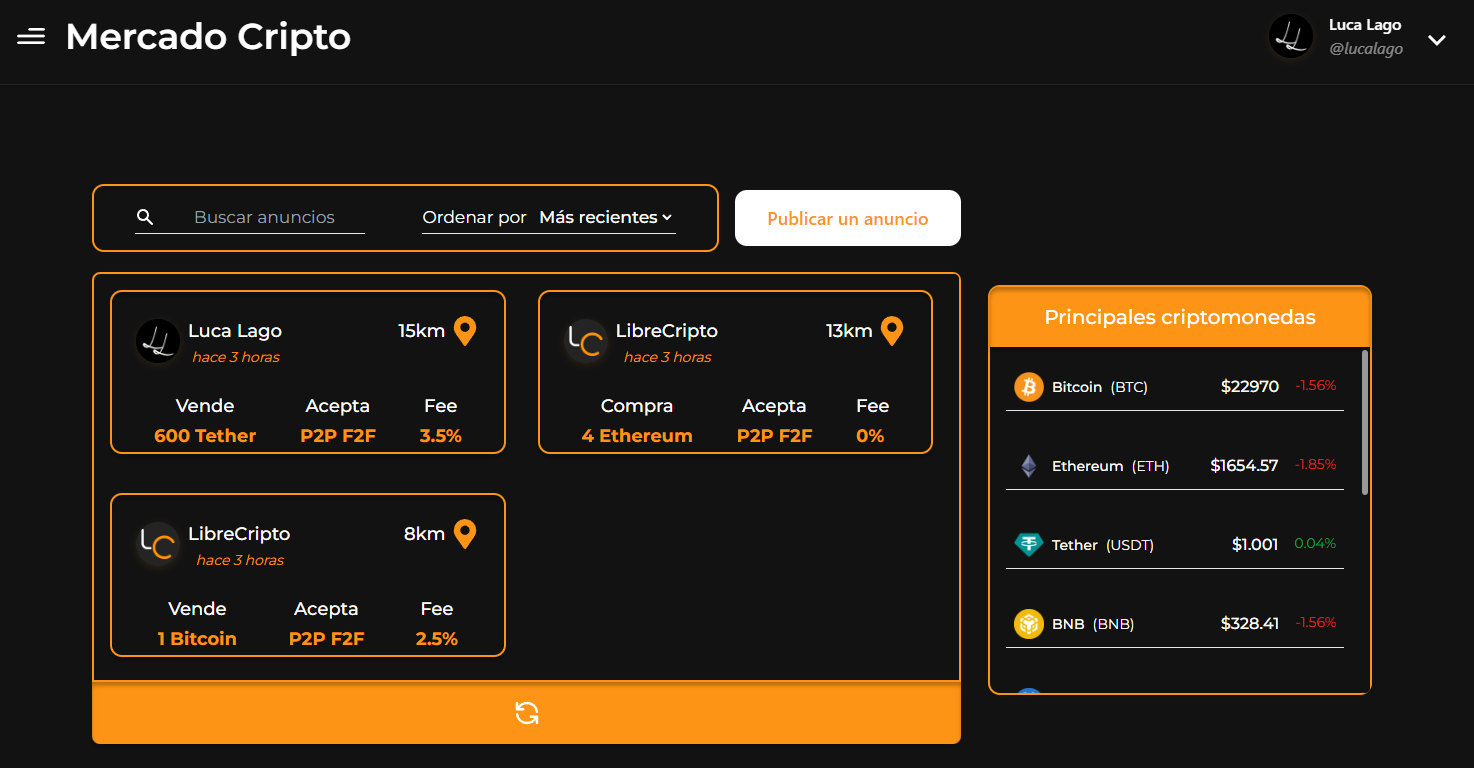 Mercado Cripto
Luca Lago
@lucalago
Buscar anuncios
Ordenar por Más recientes
Publicar un anuncio
Luca Lago 15km
hace 3 horas
Vende Acepta Fee
600 Tether P2P F2F 3.5%
LibreCripto 13km
hace 3 horas
Compra Acepta Fee
4 Ethereum P2P F2F 0%
LibreCripto 8km
hace 3 horas
Vende Acepta Fee
1 Bitcoin P2P F2F 2.5%
Principales criptomonedas
Bitcoin (BTC) $22970 -1.56%
Ethereum (ETH) $1654.57 -1.85%
Tether (USDT) $1.001 0.04%
BNB (BNB) $328.41 -1.56%